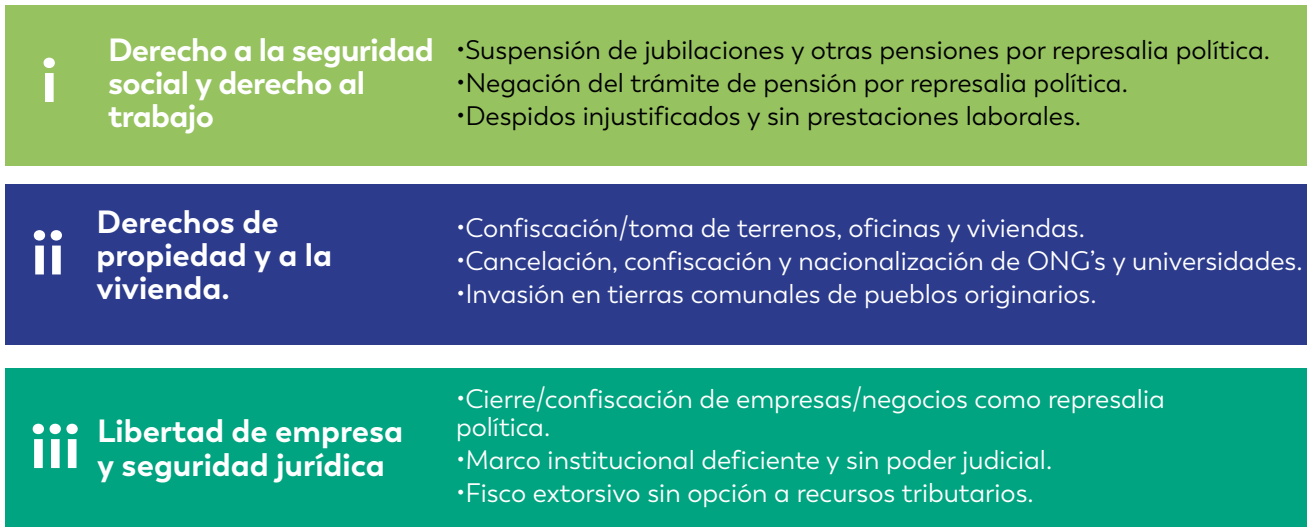 i
Derecho a la seguridad
social y derecho al
trabajo
•Suspensión de jubilaciones y otras pensiones por represalia política.
•Negación del trámite de pensión por represalia política.
•Despidos injustificados y sin prestaciones laborales.
ii
Derechos de
propiedad y a la
vivienda.
•Confiscación/toma de terrenos, oficinas y viviendas.
•Cancelación, confiscación y nacionalización de ONG’s y universidades.
•Invasión en tierras comunales de pueblos originarios.
iii
Libertad de empresa
y seguridad jurídica
•Cierre/confiscación de empresas/negocios como represalia
política.
•Marco institucional deficiente y sin poder judicial.
•Fisco extorsivo sin opción a recursos tributarios.